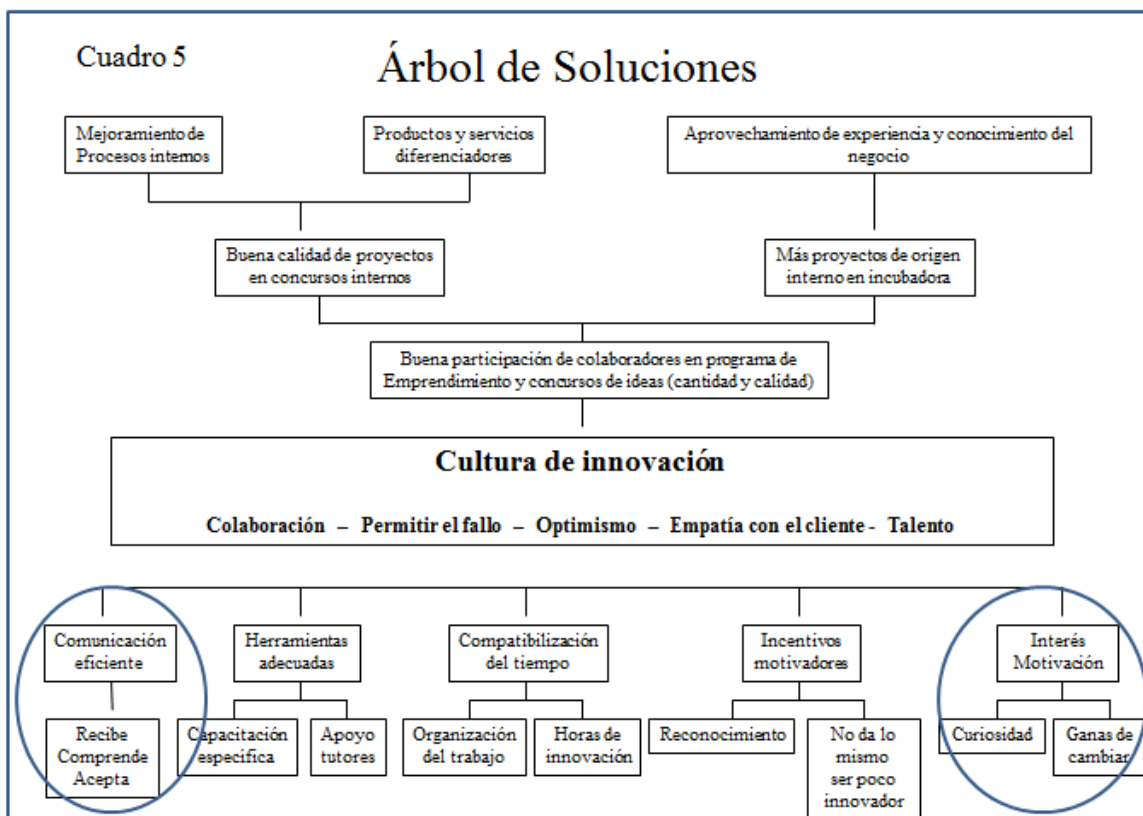 Cuadro 5
Árbol de Soluciones
Mejoramiento de
Procesos internos
Productos y servicios
diferenciadores
Aprovechamiento de experiencia y conocimiento del
negocio
Buena calidad de proyectos
en concursos internos
Más proyectos de origen
interno en incubadora
Buena participación de colaboradores en programa de
Emprendimiento y concursos de ideas (cantidad y calidad)
Cultura de innovación
Colaboración – Permitir el fallo – Optimismo – Empatía con el cliente - Talento
Comunicación
eficiente
Herramientas
adecuadas
Compatibilización
del tiempo
Incentivos
motivadores
Interés
Motivación
Recibe
Comprende
Acepta
Capacitación
especifica
Apoyo
tutores
Organización
del trabajo
Horas de
innovación
Reconocimiento
No da lo
mismo
ser poco
innovador
Curiosidad
Ganas de
cambiar